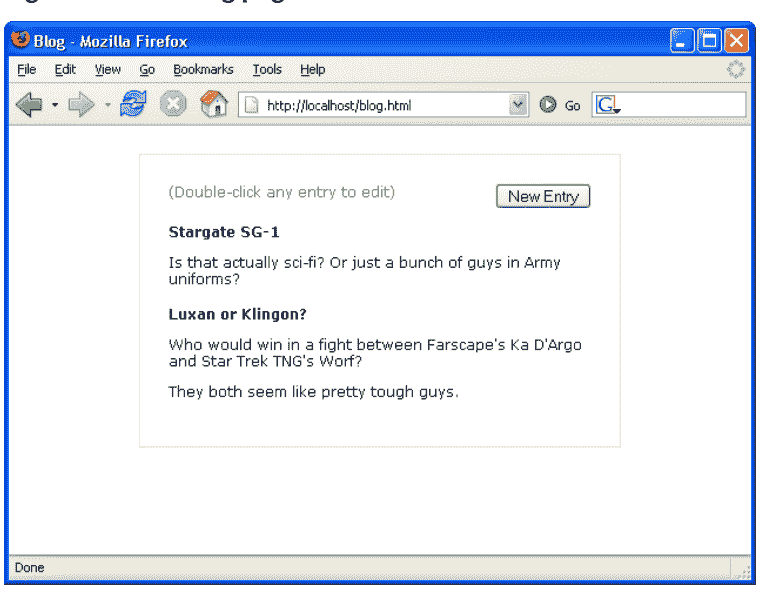 Blog - Mozilla Firefox
File Edit View Go Bookmarks Tools Help
http://localhost/blog.html Go G
(Double-click any entry to edit) New Entry
Stargate SG-1
Is that actually sci-fi? Or just a bunch of guys in Army
uniforms?
Luxan or Klingon?
Who would win in a fight between Farscape's Ka D'Argo
and Star Trek TNG's Worf?
They both seem like pretty tough guys.
Done